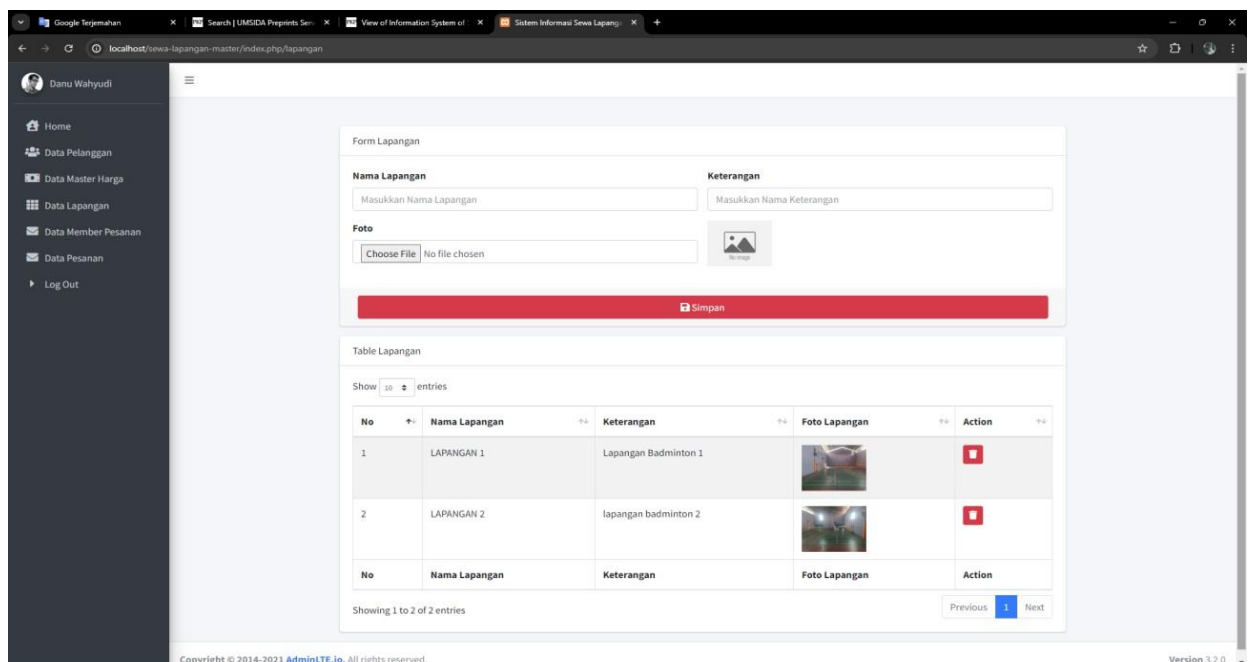 Google Terjemahan
Search | UMSIDA Preprints Serv
View of Information System of
Sistem Informasi Sewa Lapang
localhost/sewa-lapangan-master/index.php/lapangan
Danu Wahyudi
Home
Data Pelanggan
Data Master Harga
Data Lapangan
Data Member Pesanan
Data Pesanan
Log Out
Form Lapangan
Nama Lapangan Keterangan
Masukkan Nama Lapangan Masukkan Nama Keterangan
Foto
Choose File No file chosen
No image
Simpan
Table Lapangan
Show 10 entries
No Nama Lapangan Keterangan Foto Lapangan Action
1 LAPANGAN 1 Lapangan Badminton 1
2 LAPANGAN 2 lapangan badminton 2
No Nama Lapangan Keterangan Foto Lapangan Action
Showing 1 to 2 of 2 entries Previous 1 Next
Copyright © 2014-2021 AdminLTE.io. All rights reserved. Version 3.2.0